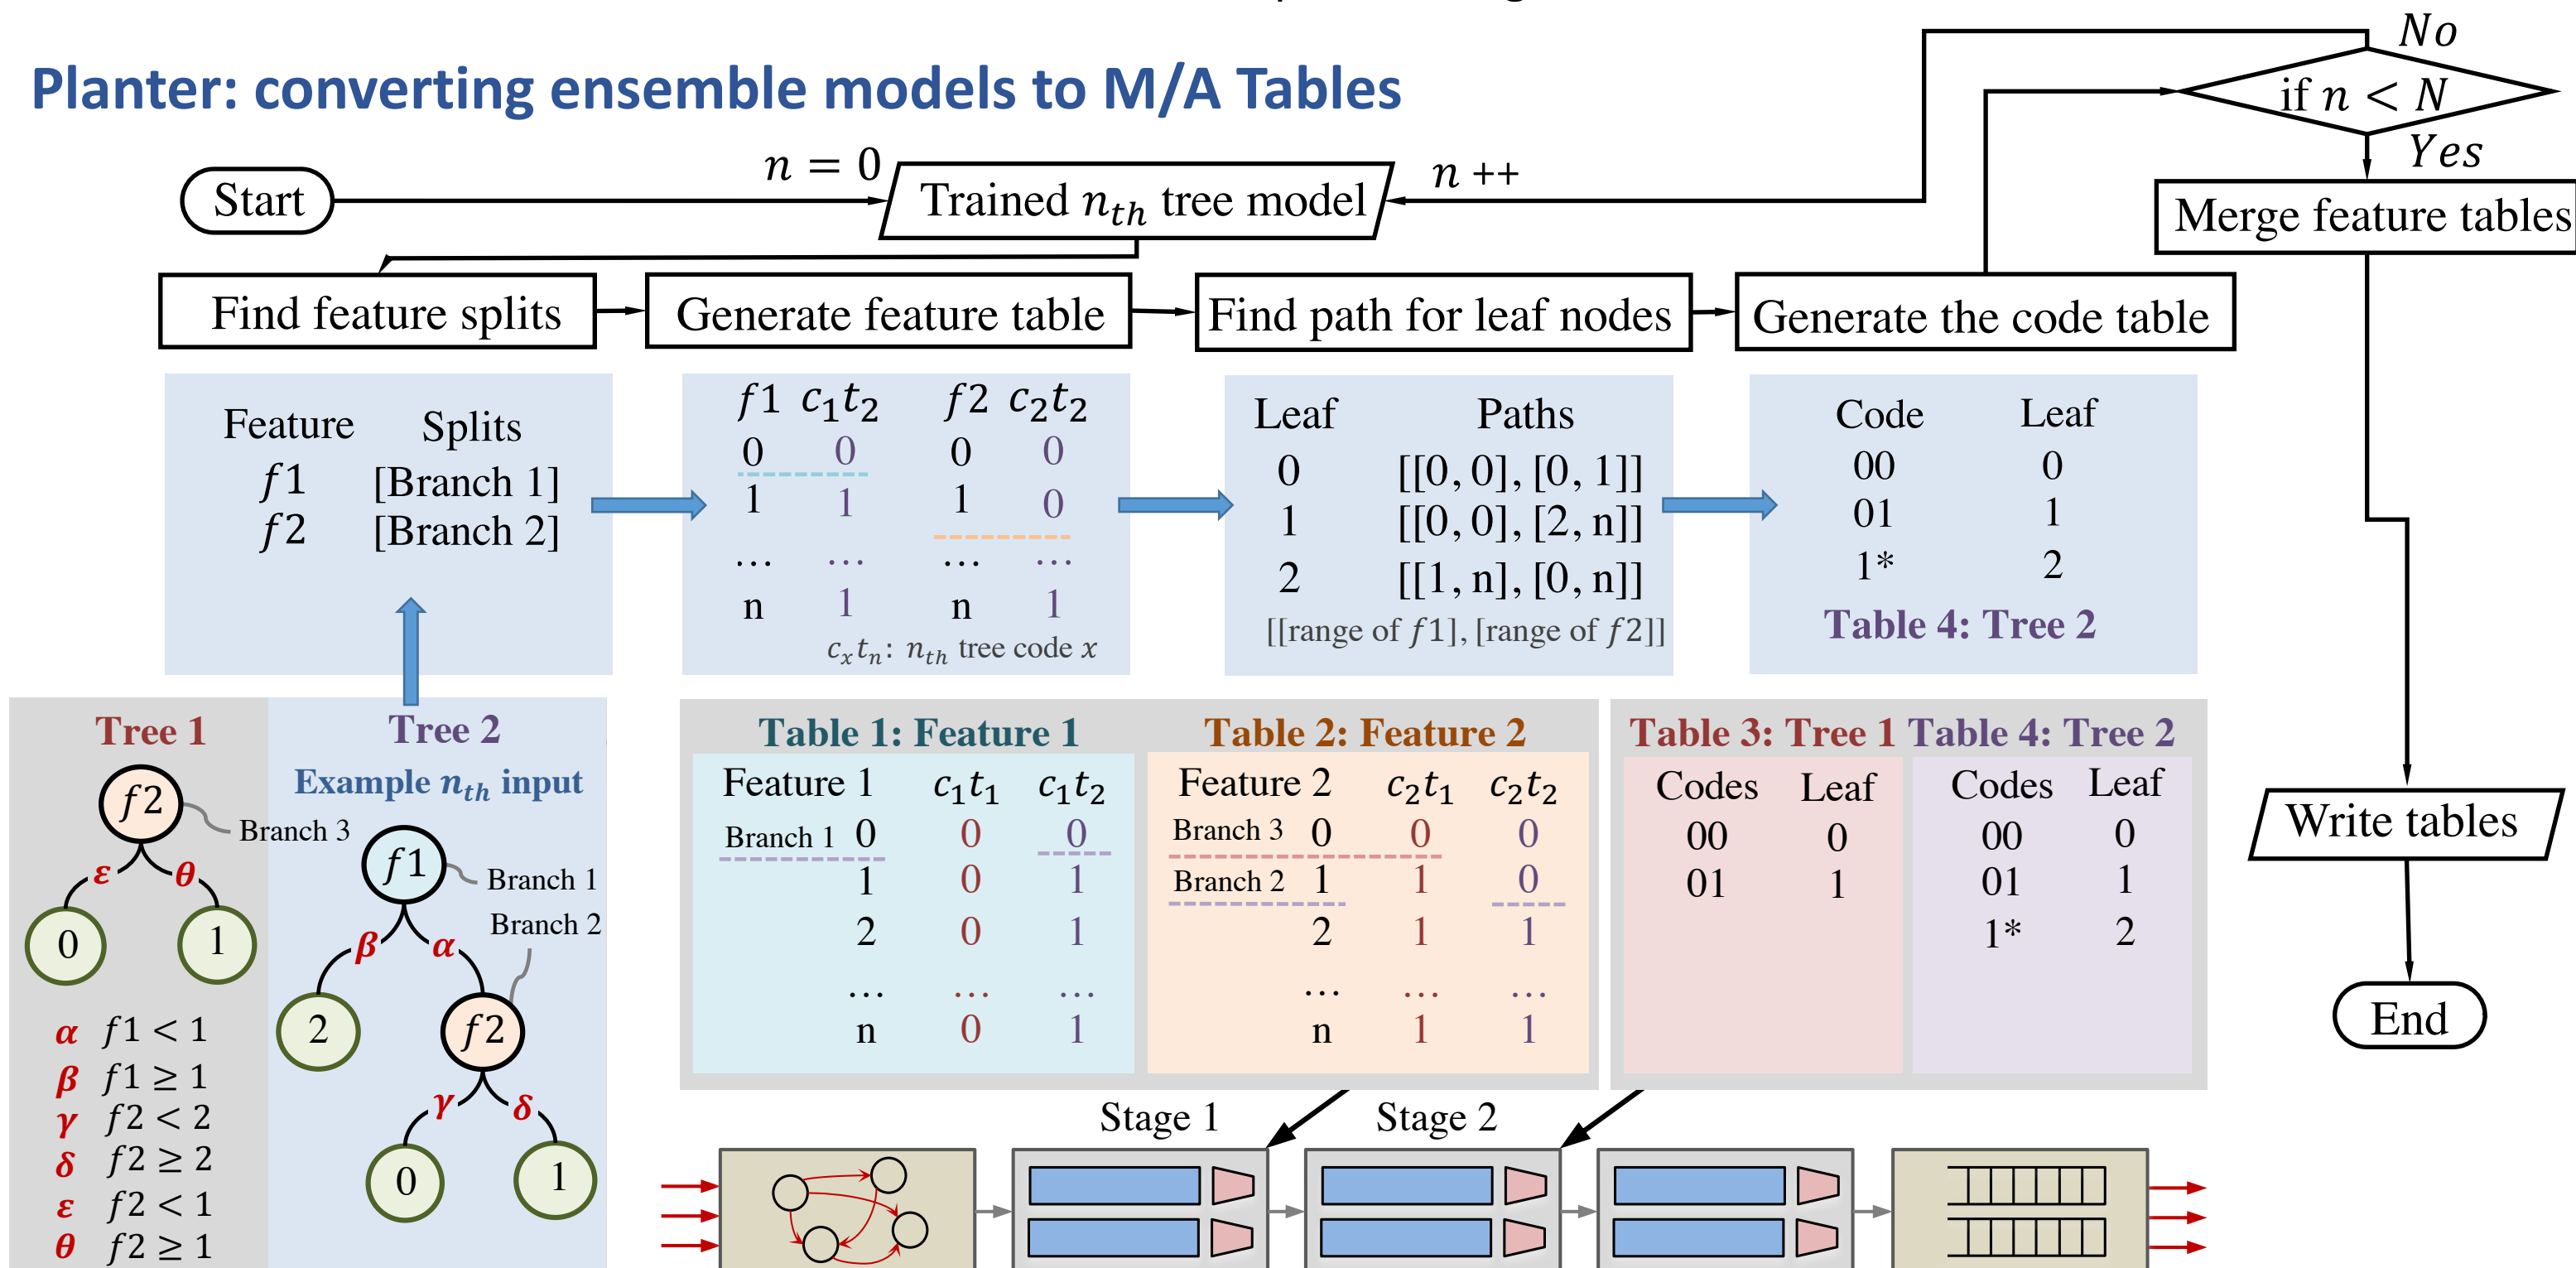 Planter: converting ensemble models to M/A Tables
No
if n < N
Yes
n = 0
n ++
Start
Trained nth tree model
Merge feature tables
Find feature splits
Generate feature table
Find path for leaf nodes
Generate the code table
Feature Splits
f1 [Branch 1]
f2 [Branch 2]
f1 c1t2 f2 c2t2
0 0 0 0
1 1 1 0
... ... ... ...
n 1 n 1
cxtn: nth tree code x
Leaf Paths
0 [[0, 0], [0, 1]]
1 [[0, 0], [2, n]]
2 [[1, n], [0, n]]
[[range of f1], [range of f2]]
Code Leaf
00 0
01 1
1* 2
Table 4: Tree 2
Tree 1
f2
Branch 3
ε θ
0 1
α f1 < 1
β f1 ≥ 1
γ f2 < 2
δ f2 ≥ 2
ε f2 < 1
θ f2 ≥ 1
Tree 2
Example nth input
f1
Branch 1
Branch 2
β α
2 f2
γ δ
0 1
Table 1: Feature 1
Feature 1 c1t1 c1t2
Branch 1 0 0 0
1 0 1
2 0 1
... ... ...
n 0 1
Table 2: Feature 2
Feature 2 c2t1 c2t2
Branch 3 0 0 0
Branch 2 1 1 0
2 1 1
... ... ...
n 1 1
Table 3: Tree 1
Codes Leaf
00 0
01 1
Table 4: Tree 2
Codes Leaf
00 0
01 1
1* 2
Write tables
End
Stage 1
Stage 2